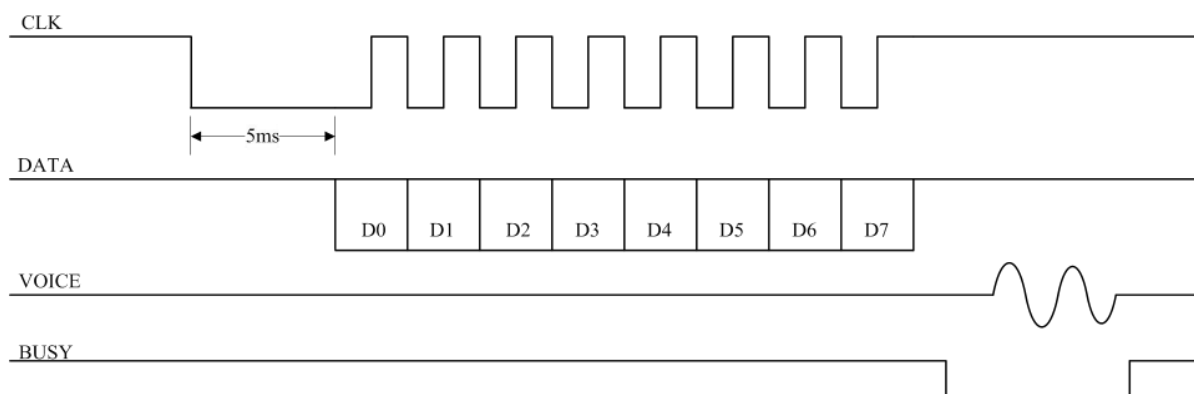 CLK
5ms
DATA
D0 D1 D2 D3 D4 D5 D6 D7
VOICE
BUSY